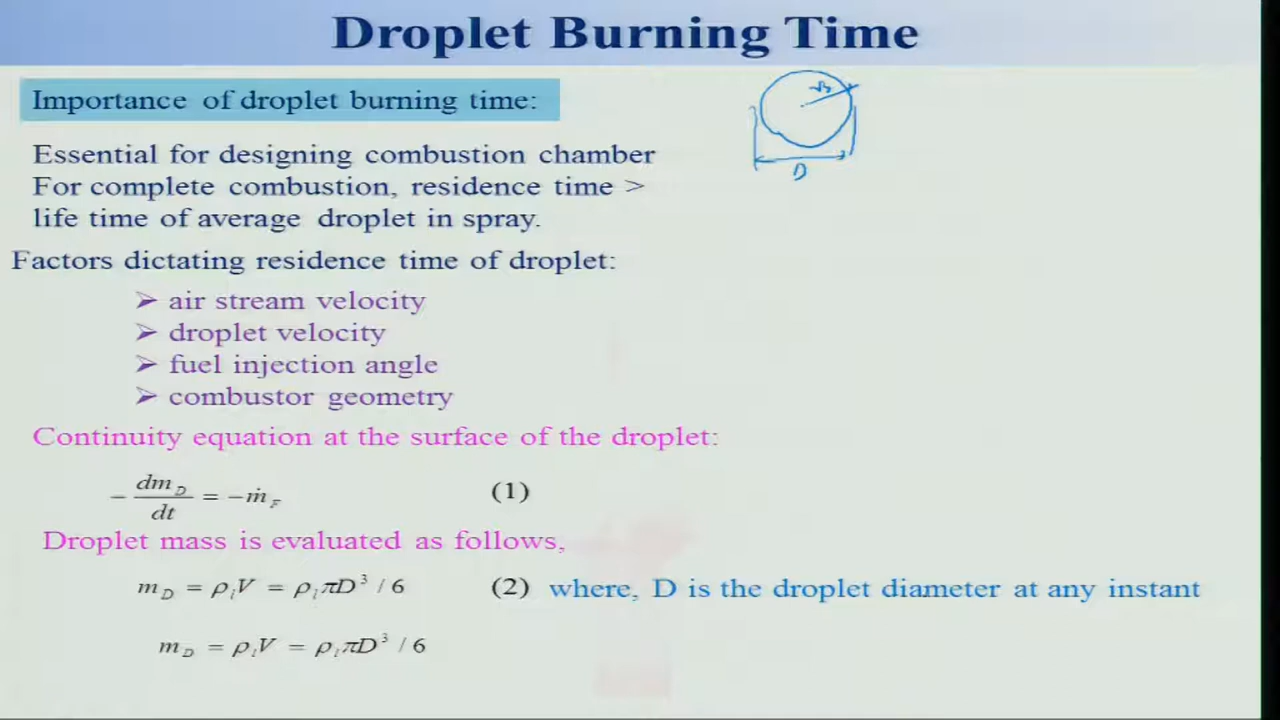 Droplet Burning Time
Importance of droplet burning time:
Essential for designing combustion chamber
For complete combustion, residence time >
life time of average droplet in spray.
Factors dictating residence time of droplet:
➢ air stream velocity
➢ droplet velocity
➢ fuel injection angle
➢ combustor geometry
Continuity equation at the surface of the droplet:
− dm_D/dt = −ṁ_F (1)
Droplet mass is evaluated as follows,
m_D = ρ_l V = ρ_l πD³ / 6 (2) where, D is the droplet diameter at any instant
m_D = ρ_l V = ρ_l πD³ / 6
D